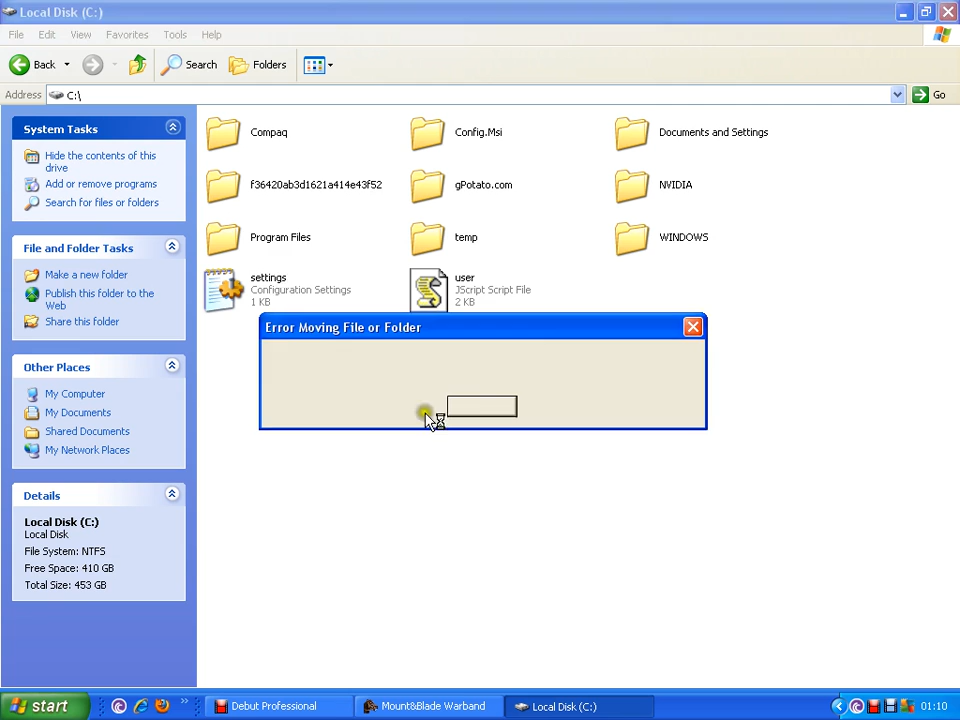 Local Disk (C:)
File Edit View Favorites Tools Help
Back Search Folders
Address C:\ Go
System Tasks
Hide the contents of this
drive
Add or remove programs
Search for files or folders
File and Folder Tasks
Make a new folder
Publish this folder to the
Web
Share this folder
Other Places
My Computer
My Documents
Shared Documents
My Network Places
Details
Local Disk (C:)
Local Disk
File System: NTFS
Free Space: 410 GB
Total Size: 453 GB
Compaq Config.Msi Documents and Settings
f36420ab3d1621a414e43f52 gPotato.com NVIDIA
Program Files temp WINDOWS
settings
Configuration Settings
1 KB
user
JScript Script File
2 KB
Error Moving File or Folder
start Debut Professional Mount&Blade Warband Local Disk (C:) 01:10